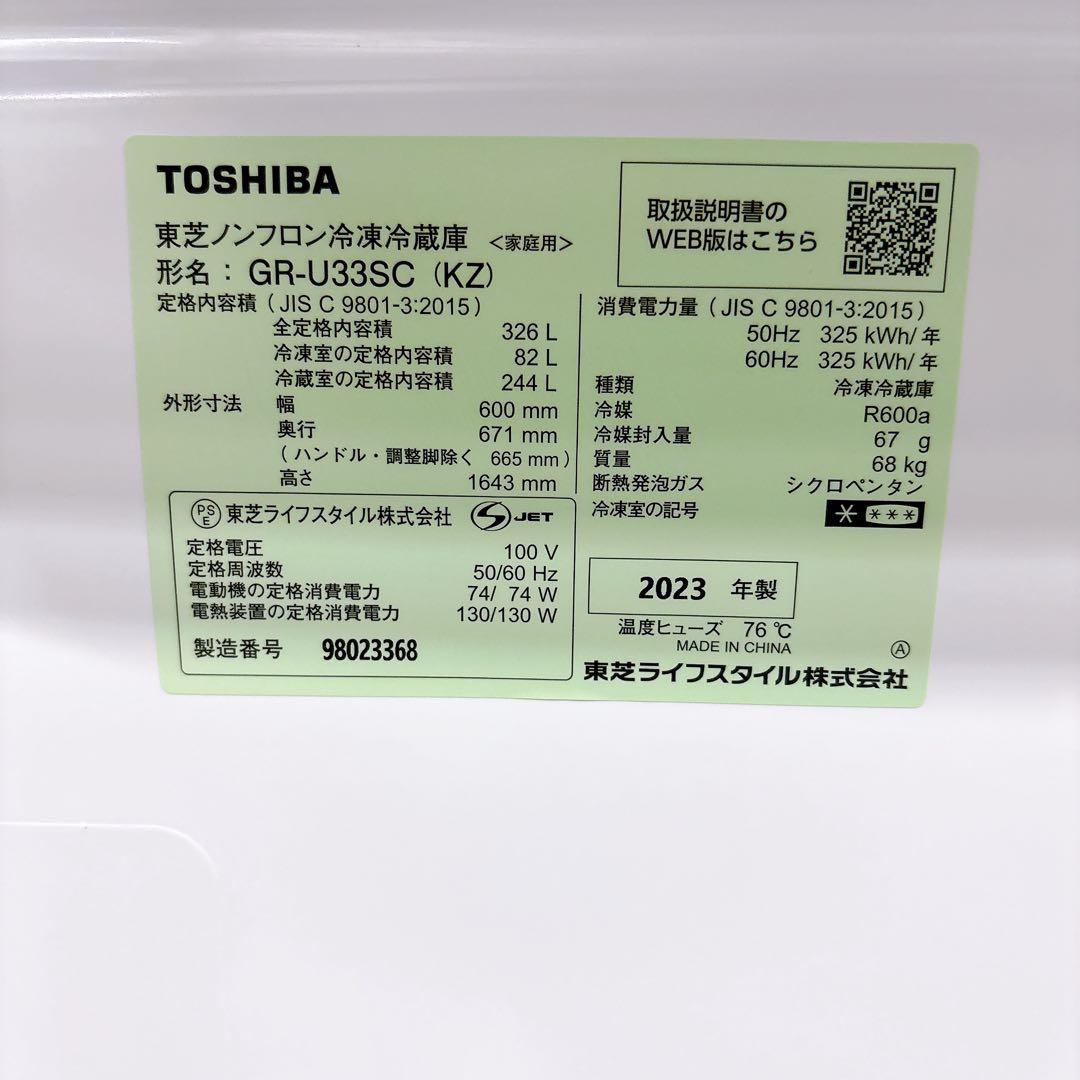 TOSHIBA
取扱説明書の
WEB版はこちら
東芝ノンフロン冷凍冷蔵庫 <家庭用>
形名： GR-U33SC (KZ)
定格内容積 ( JIS C 9801-3:2015 )
全定格内容積 326 L
冷凍室の定格内容積 82 L
冷蔵室の定格内容積 244 L
外形寸法 幅 600 mm
奥行 671 mm
( ハンドル・調整脚除く 665 mm )
高さ 1643 mm
PSE 東芝ライフスタイル株式会社 S JET
定格電圧 100 V
定格周波数 50/60 Hz
電動機の定格消費電力 74/ 74 W
電熱装置の定格消費電力 130/130 W
製造番号 98023368
消費電力量 ( JIS C 9801-3:2015 )
50Hz 325 kWh/年
60Hz 325 kWh/年
種類 冷凍冷蔵庫
冷媒 R600a
冷媒封入量 67 g
質量 68 kg
断熱発泡ガス シクロペンタン
冷凍室の記号 * ***
2023 年製
温度ヒューズ 76 ℃
MADE IN CHINA
Ⓐ
東芝ライフスタイル株式会社